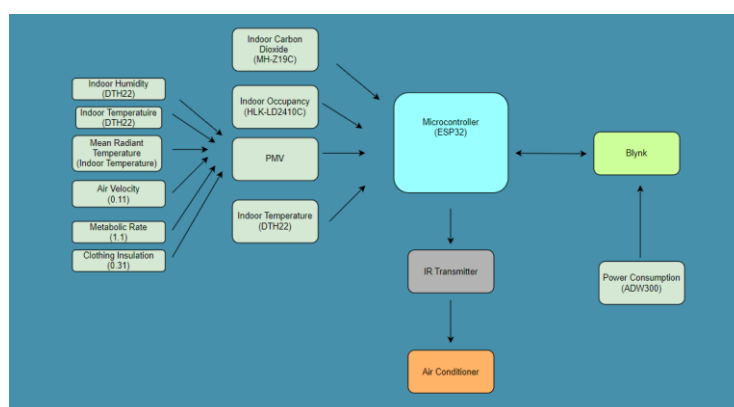 Indoor Carbon
Dioxide
(MH-Z19C)
Indoor Humidity
(DTH22)
Indoor Temperatuire
(DTH22)
Mean Radiant
Temperature
(Indoor Temperature)
Air Velocity
(0.11)
Metabolic Rate
(1.1)
Clothing Insulation
(0.31)
Indoor Occupancy
(HLK-LD2410C)
PMV
Indoor Temperature
(DTH22)
Microcontroller
(ESP32)
Blynk
IR Transmitter
Power Consumption
(ADW300)
Air Conditioner